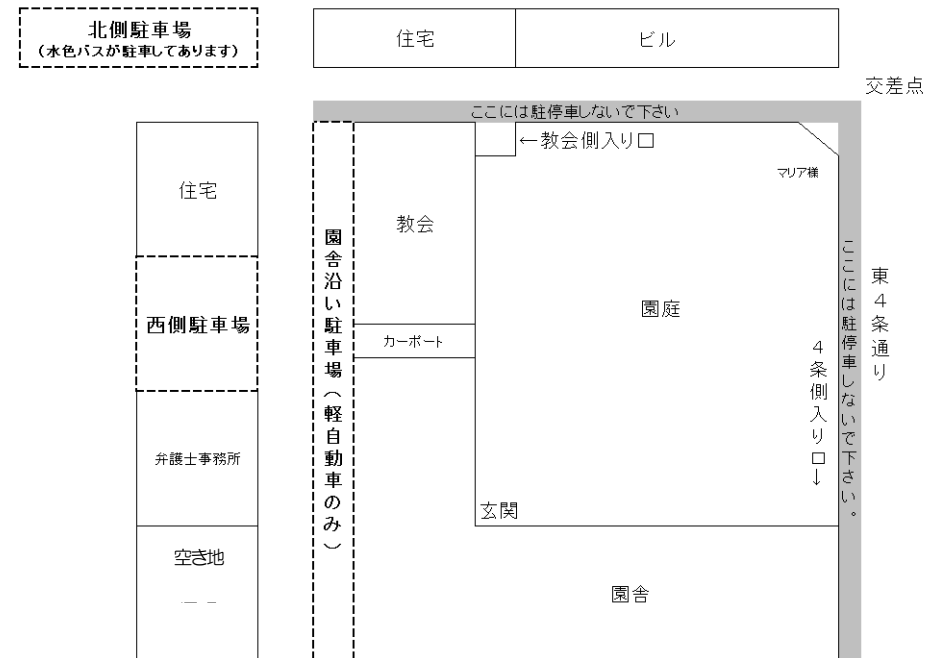 北側駐車場
（水色バスが駐車してあります）
住宅
ビル
交差点
ここには駐停車しないで下さい
←教会側入り口
マリア様
住宅
教会
園舎沿い駐車場（軽自動車のみ）
園庭
ここには駐停車しないで下さい。
東４条通り
西側駐車場
カーポート
４条側入り口↓
弁護士事務所
玄関
空き地
園舎